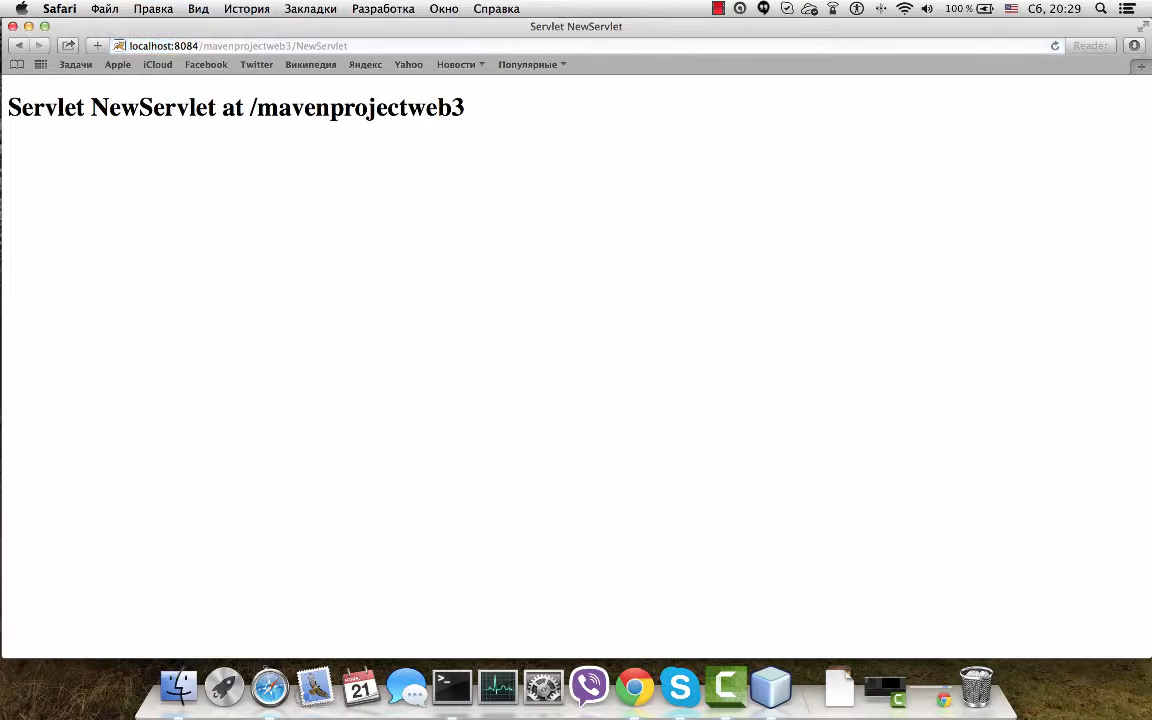 Safari Файл Правка Вид История Закладки Разработка Окно Справка 100 % Сб, 20:29
Servlet NewServlet
localhost:8084/mavenprojectweb3/NewServlet Reader
Задачи Apple iCloud Facebook Twitter Википедия Яндекс Yahoo Новости Популярные
Servlet NewServlet at /mavenprojectweb3
21